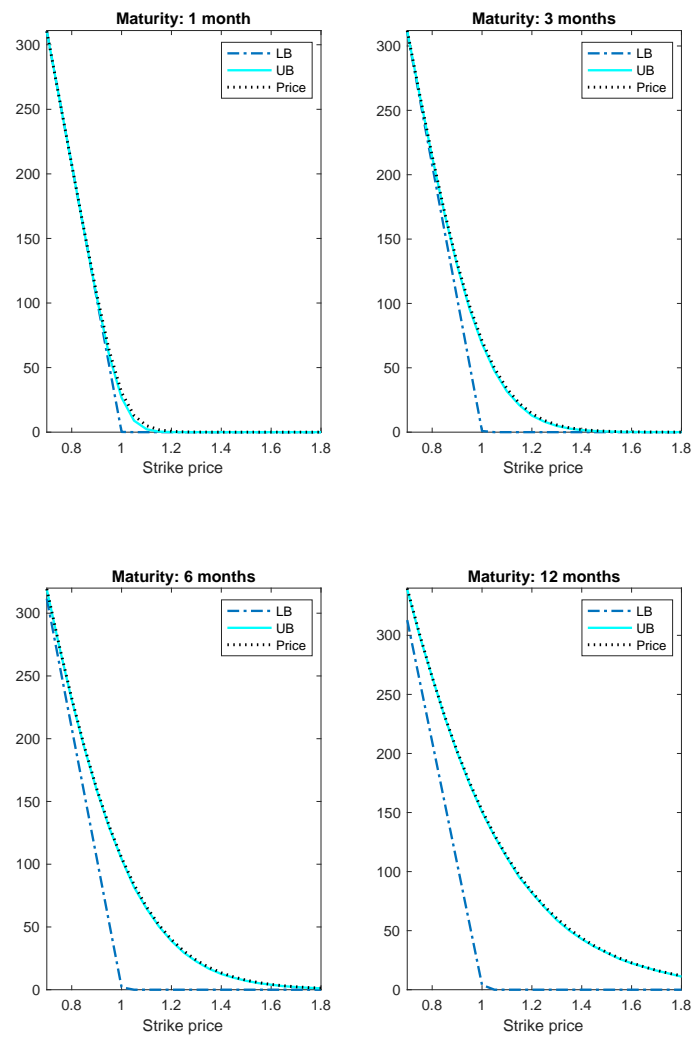 Maturity: 1 month
300
250
200
150
100
50
0
LB
UB
Price
0.8 1 1.2 1.4 1.6 1.8
Strike price
Maturity: 3 months
300
250
200
150
100
50
0
LB
UB
Price
0.8 1 1.2 1.4 1.6 1.8
Strike price
Maturity: 6 months
300
250
200
150
100
50
0
LB
UB
Price
0.8 1 1.2 1.4 1.6 1.8
Strike price
Maturity: 12 months
300
250
200
150
100
50
0
LB
UB
Price
0.8 1 1.2 1.4 1.6 1.8
Strike price